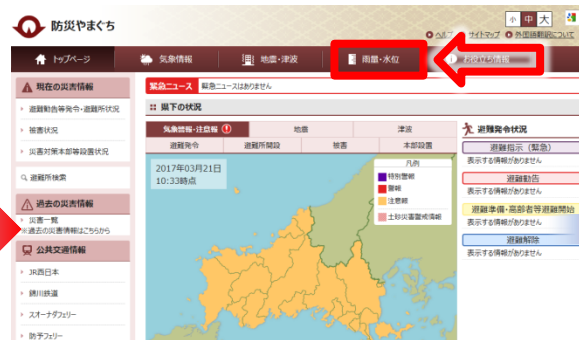 防災やまぐち
小 中 大
サイトマップ 外国語翻訳について
トップページ 気象情報 地震・津波 雨量・水位
現在の災害情報
緊急ニュース 緊急ニュースはありません
避難勧告等発令・避難所状況
県下の状況
被害状況
災害対策本部等設置状況
避難所検索
気象警報・注意報 地震 津波
避難発令 避難所開設 被害 本部設置
2017年03月21日
10:33時点
凡例
特別警報
警報
注意報
土砂災害警戒情報
避難発令状況
避難指示（緊急）
表示する情報がありません
避難勧告
表示する情報がありません
避難準備・高齢者等避難開始
表示する情報がありません
避難解除
表示する情報がありません
過去の災害情報
災害一覧
※過去の災害情報はこちらから
公共交通情報
JR西日本
錦川鉄道
スオーナダフェリー
防予フェリー